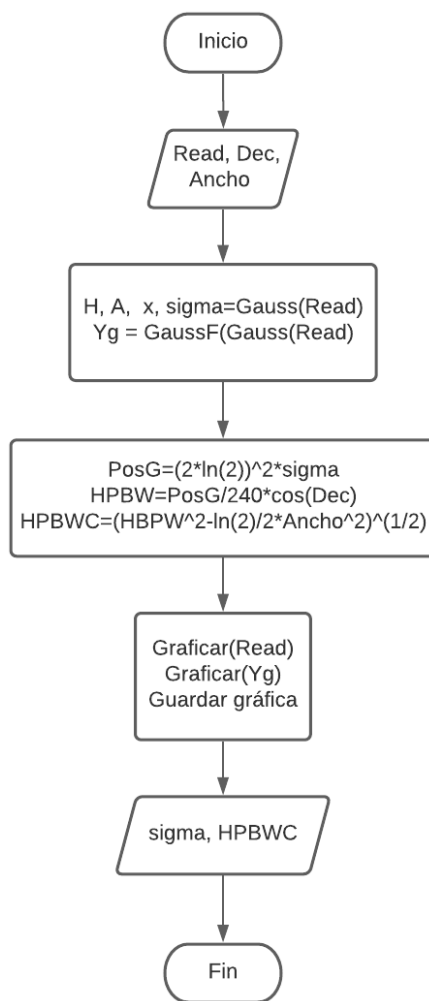 Inicio
Read, Dec,
Ancho
H, A, x, sigma=Gauss(Read)
Yg = GaussF(Gauss(Read)
PosG=(2*ln(2))^2*sigma
HPBW=PosG/240*cos(Dec)
HPBWC=(HBPW^2-ln(2)/2*Ancho^2)^(1/2)
Graficar(Read)
Graficar(Yg)
Guardar gráfica
sigma, HPBWC
Fin